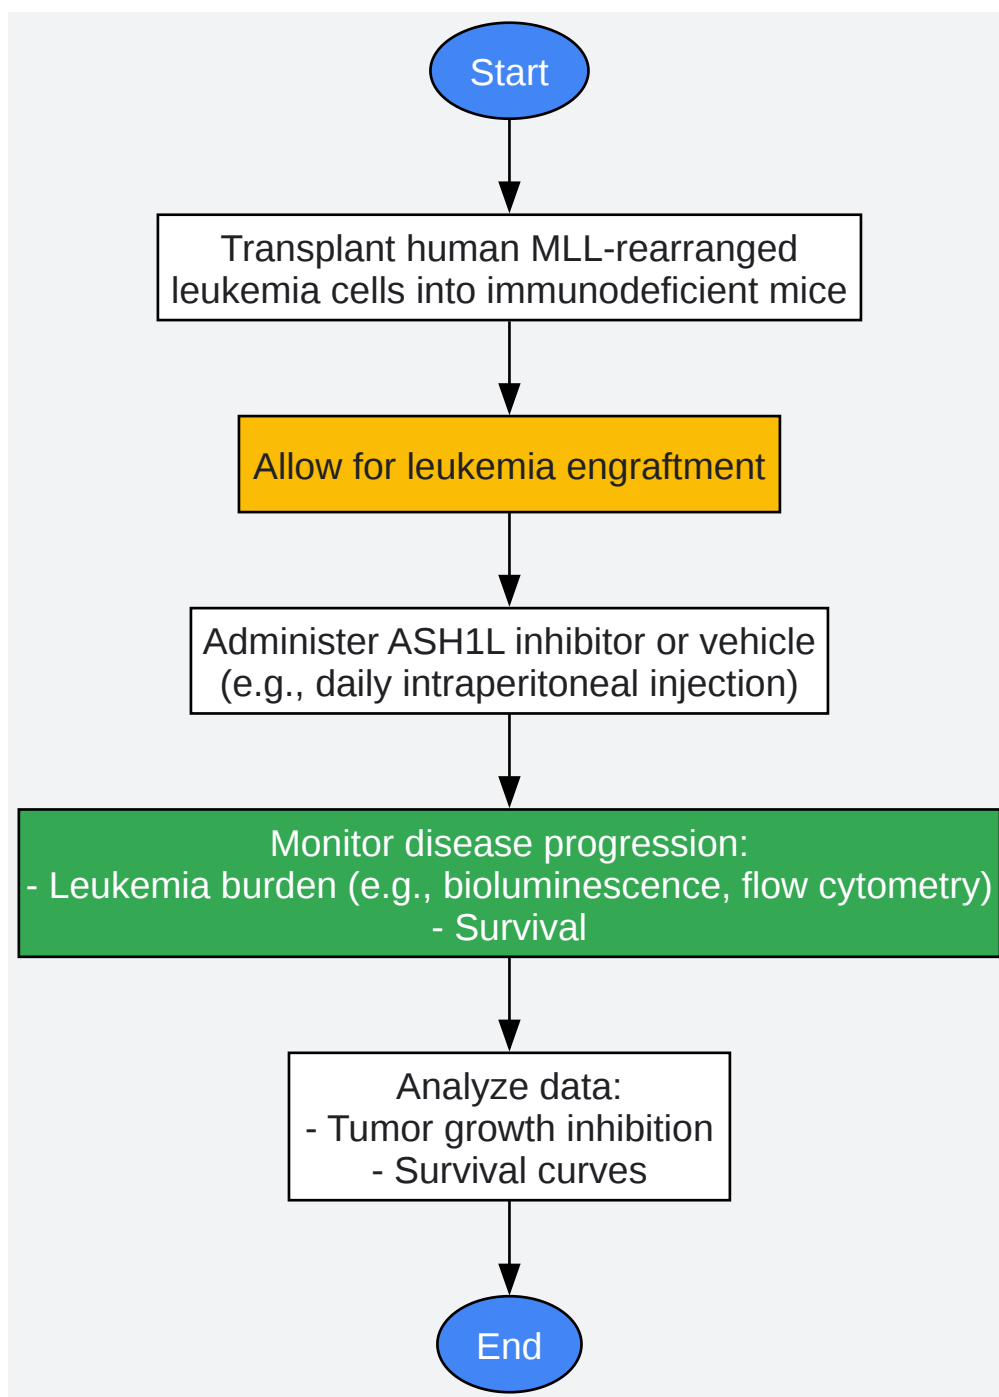 Start
Transplant human MLL-rearranged
leukemia cells into immunodeficient mice
Allow for leukemia engraftment
Administer ASH1L inhibitor or vehicle
(e.g., daily intraperitoneal injection)
Monitor disease progression:
- Leukemia burden (e.g., bioluminescence, flow cytometry)
- Survival
Analyze data:
- Tumor growth inhibition
- Survival curves
End